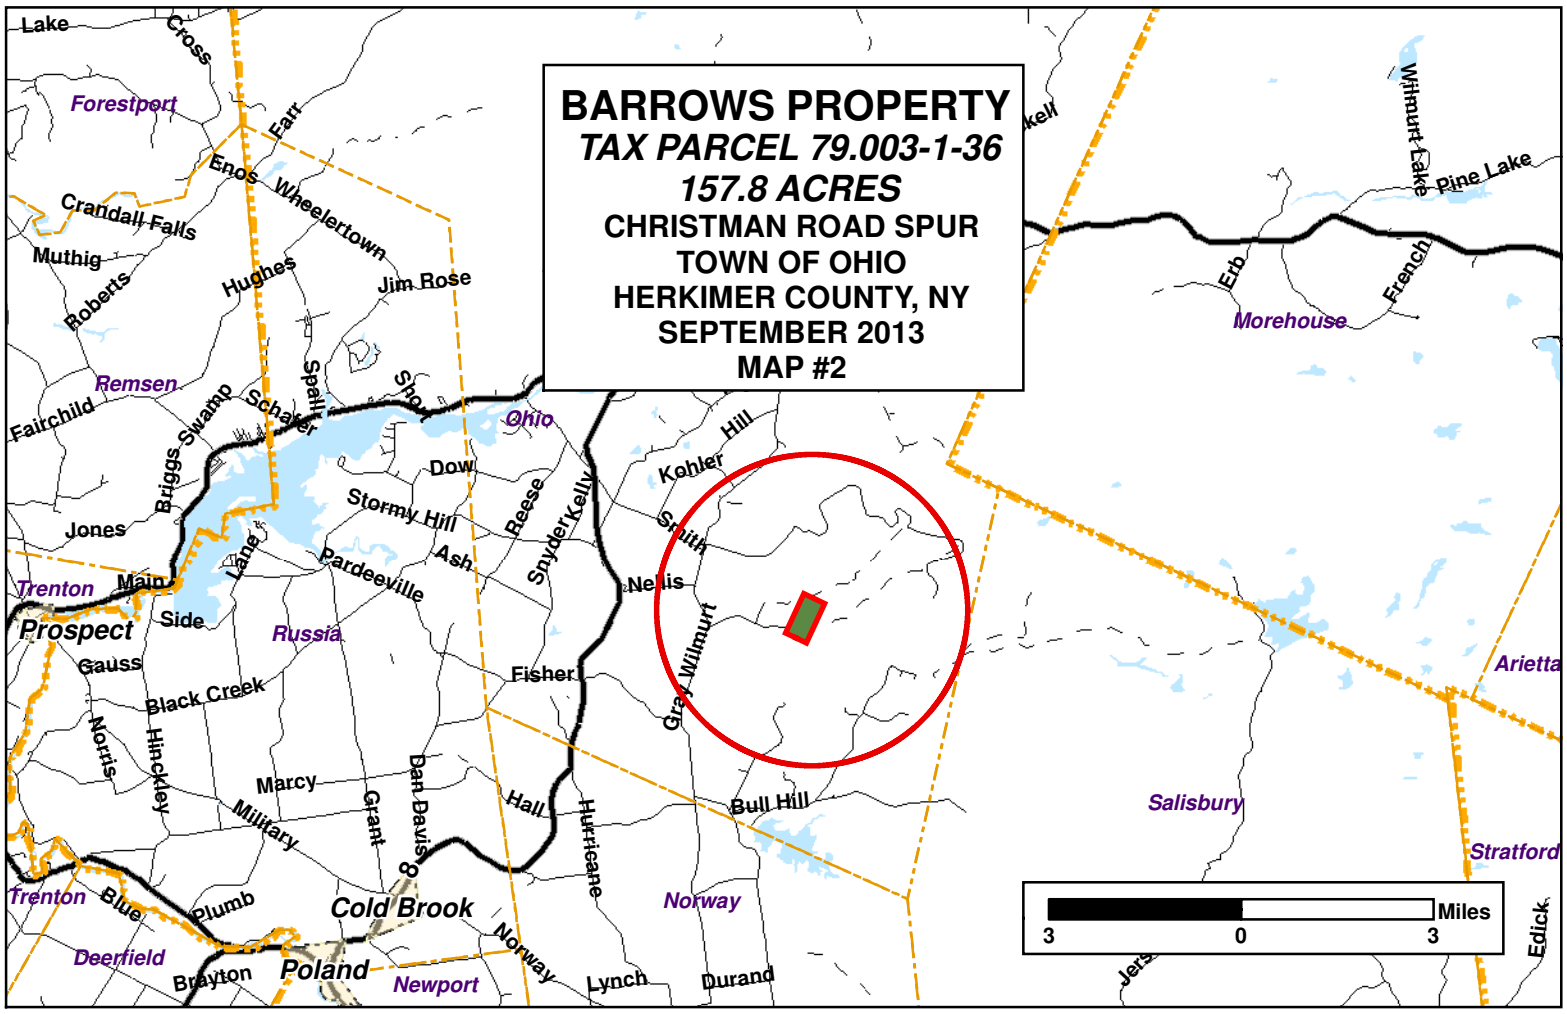 Lake
Cross
Forestport
Farr
Enos
Wheelertown
Crandall Falls
Muthig
Roberts
Hughes
Jim Rose
BARROWS PROPERTY
TAX PARCEL 79.003-1-36
157.8 ACRES
CHRISTMAN ROAD SPUR
TOWN OF OHIO
HERKIMER COUNTY, NY
SEPTEMBER 2013
MAP #2
ckell
Wilmurt Lake
Pine Lake
Erb
French
Morehouse
Remsen
Spall
Short
Schafer
Swamp
Fairchild
Briggs
Ohio
Hill
Kohler
Dow
Stormy Hill
Reese
Kelly
Snyder
Smith
Jones
Lane
Ash
Pardeeville
Nellis
Trenton
Main
Prospect
Side
Russia
Gray Wilmurt
Gauss
Fisher
Black Creek
Arietta
Norris
Hinckley
Marcy
Dan Davis
Grant
Military
Hall
Hurricane
Bull Hill
Salisbury
Stratford
8
Trenton
Blue
Plumb
Cold Brook
Norway
Miles
3 0 3
Edick
Deerfield
Brayton
Poland
Newport
Norway
Lynch
Durand
Jers